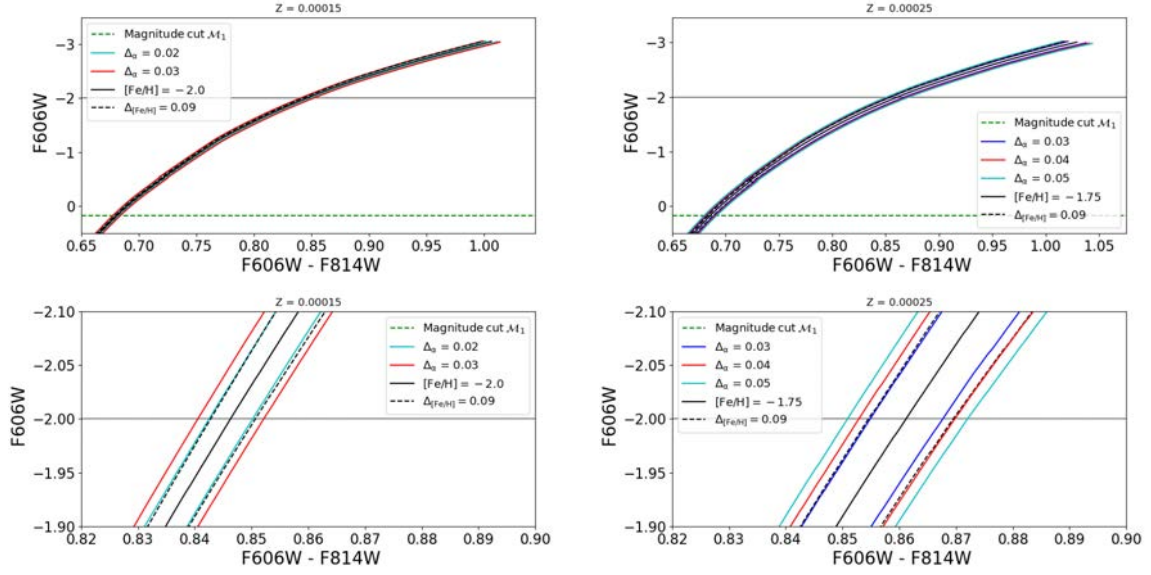 Z = 0.00015
Magnitude cut ℳ₁
Δα = 0.02
Δα = 0.03
[Fe/H] = −2.0
Δ[Fe/H] = 0.09
F606W
−3
−2
−1
0
0.65 0.70 0.75 0.80 0.85 0.90 0.95 1.00
F606W - F814W
Z = 0.00025
F606W
−3
−2
−1
0
Magnitude cut ℳ₁
Δα = 0.03
Δα = 0.04
Δα = 0.05
[Fe/H] = −1.75
Δ[Fe/H] = 0.09
0.65 0.70 0.75 0.80 0.85 0.90 0.95 1.00 1.05
F606W - F814W
Z = 0.00015
Magnitude cut ℳ₁
Δα = 0.02
Δα = 0.03
[Fe/H] = −2.0
Δ[Fe/H] = 0.09
F606W
−2.10
−2.05
−2.00
−1.95
−1.90
0.82 0.83 0.84 0.85 0.86 0.87 0.88 0.89 0.90
F606W - F814W
Z = 0.00025
Magnitude cut ℳ₁
Δα = 0.03
Δα = 0.04
Δα = 0.05
[Fe/H] = −1.75
Δ[Fe/H] = 0.09
F606W
−2.10
−2.05
−2.00
−1.95
−1.90
0.82 0.83 0.84 0.85 0.86 0.87 0.88 0.89 0.90
F606W - F814W